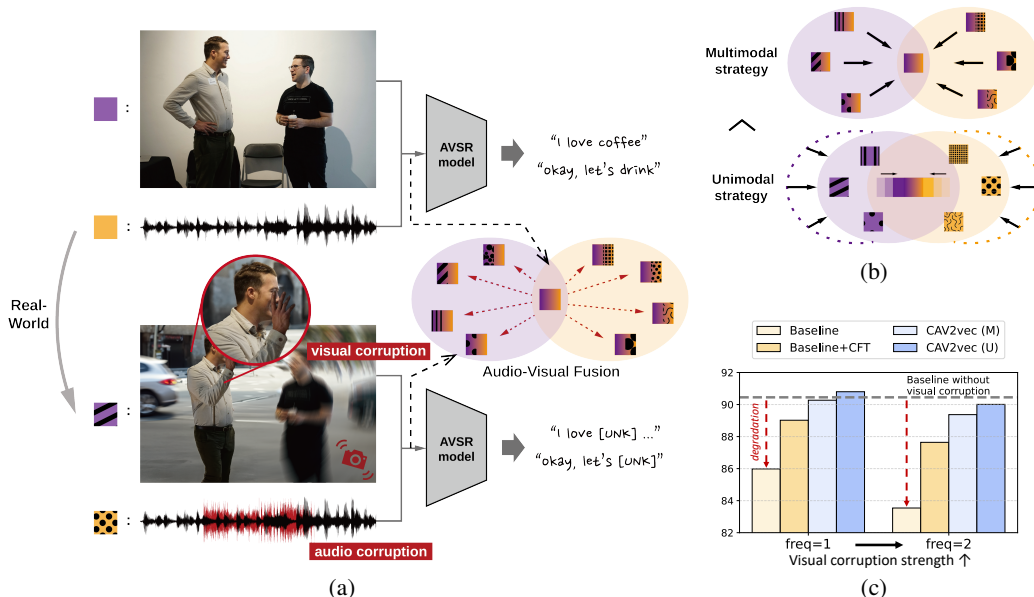 :
AVSR
model
“I love coffee”
“okay, let's drink”
:
Real-
World
visual corruption
:
Audio-Visual Fusion
AVSR
model
“I love [UNK] ...”
“okay, let's [UNK]”
:
audio corruption
(a)
Multimodal
strategy
Unimodal
strategy
(b)
Baseline
Baseline+CFT
CAV2vec (M)
CAV2vec (U)
92
90
88
86
84
82
Baseline without
visual corruption
degradation
freq=1
freq=2
Visual corruption strength ↑
(c)